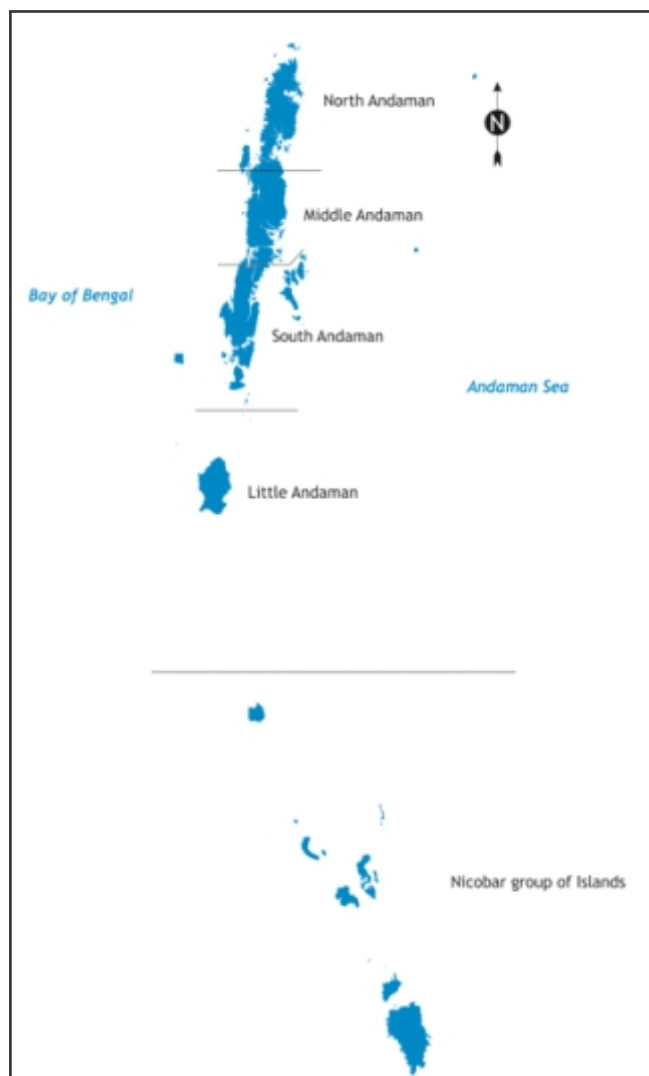 North Andaman
N
Middle Andaman
Bay of Bengal
South Andaman
Andaman Sea
Little Andaman
Nicobar group of Islands